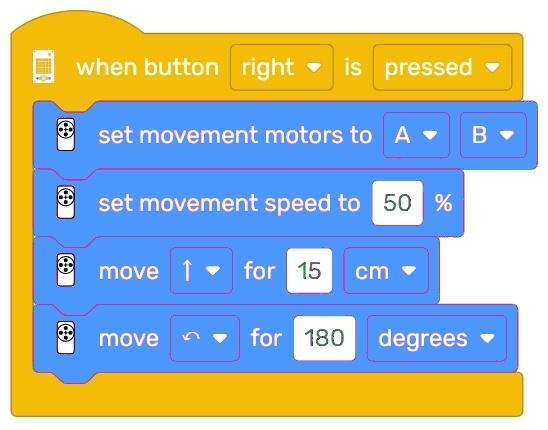 when button right is pressed
set movement motors to A B
set movement speed to 50 %
move ↑ for 15 cm
move ↶ for 180 degrees